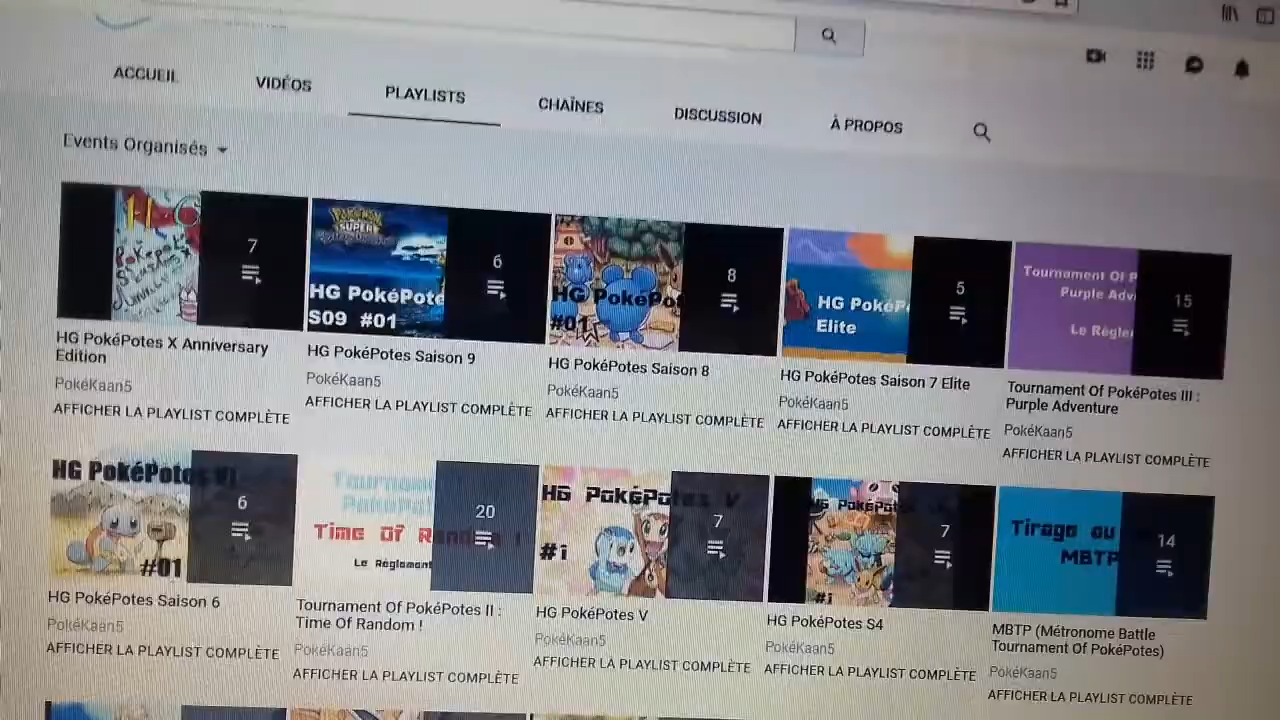 ACCUEIL
VIDÉOS
PLAYLISTS
CHAÎNES
DISCUSSION
À PROPOS
Events Organisés
7
HG PokéPotes X Anniversary
Edition
PokéKaan5
AFFICHER LA PLAYLIST COMPLÈTE
POKÉMON
SUPER
HG PokéPote
S09 #01
6
HG PokéPotes Saison 9
PokéKaan5
AFFICHER LA PLAYLIST COMPLÈTE
HG PokéPo
#01
8
HG PokéPotes Saison 8
PokéKaan5
AFFICHER LA PLAYLIST COMPLÈTE
HG PokéP
Elite
5
HG PokéPotes Saison 7 Elite
PokéKaan5
AFFICHER LA PLAYLIST COMPLÈTE
Tournament Of P
Purple Adv
Le Règle
15
Tournament Of PokéPotes III :
Purple Adventure
PokéKaan5
AFFICHER LA PLAYLIST COMPLÈTE
HG PokéPotes VI
#01
6
HG PokéPotes Saison 6
PokéKaan5
AFFICHER LA PLAYLIST COMPLÈTE
Time Of Random !
Le Règlement
20
Tournament Of PokéPotes II :
Time Of Random !
PokéKaan5
AFFICHER LA PLAYLIST COMPLÈTE
HG PokéPotes V
#1
7
HG PokéPotes V
PokéKaan5
AFFICHER LA PLAYLIST COMPLÈTE
HG PokéPot
#1
7
HG PokéPotes S4
PokéKaan5
AFFICHER LA PLAYLIST COMPLÈTE
Tirage au
MBTP
14
MBTP (Métronome Battle
Tournament Of PokéPotes)
PokéKaan5
AFFICHER LA PLAYLIST COMPLÈTE